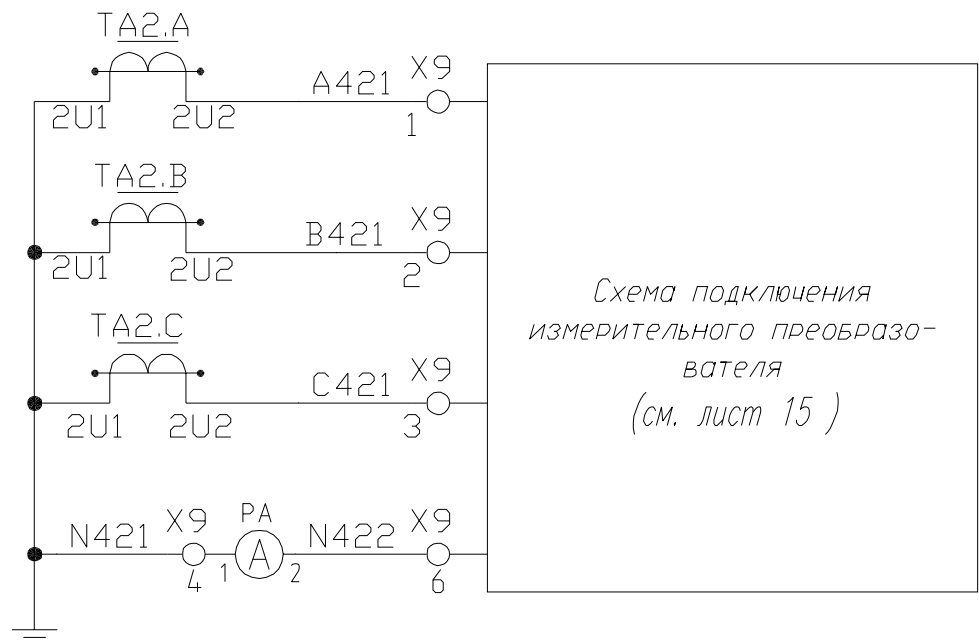 TA2.A
A421
X9
2U1
2U2
1
TA2.B
B421
X9
2U1
2U2
2
TA2.C
C421
X9
2U1
2U2
3
N421
X9
PA
A
N422
X9
4
1
2
6
Схема подключения
измерительного преобразо-
вателя
(см. лист 15 )